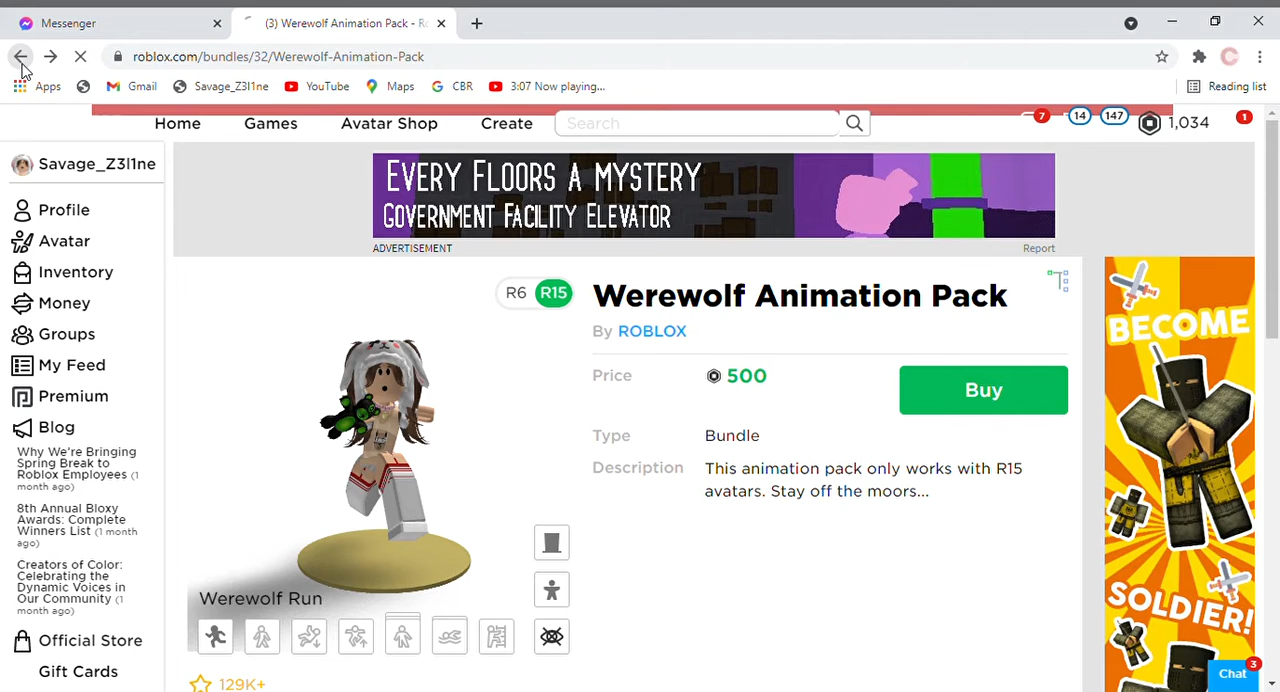 Messenger
(3) Werewolf Animation Pack - Ro
roblox.com/bundles/32/Werewolf-Animation-Pack
Apps
Gmail
Savage_Z3l1ne
YouTube
Maps
CBR
3:07 Now playing...
Reading list
Home
Games
Avatar Shop
Create
Search
7
14
147
1,034
1
Savage_Z3l1ne
Profile
Avatar
Inventory
Money
Groups
My Feed
Premium
Blog
Why We're Bringing
Spring Break to
Roblox Employees (1
month ago)
8th Annual Bloxy
Awards: Complete
Winners List (1 month
ago)
Creators of Color:
Celebrating the
Dynamic Voices in
Our Community (1
month ago)
Official Store
Gift Cards
EVERY FLOORS A MYSTERY
GOVERNMENT FACILITY ELEVATOR
ADVERTISEMENT
Report
R6
R15
Werewolf Run
129K+
Werewolf Animation Pack
By ROBLOX
Price
500
Buy
Type
Bundle
Description
This animation pack only works with R15
avatars. Stay off the moors...
BECOME
SOLDIER!
Chat
3